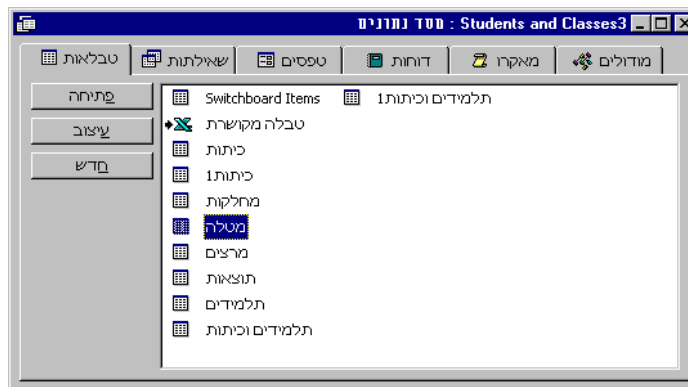 מסד נתונים : Students and Classes3
טבלאות שאילתות טפסים דוחות מאקרו מודולים
פתיחה
עיצוב
חדש
Switchboard Items
טבלה מקושרת
כיתות
כיתות1
מחלקות
מטלה
מרצים
תוצאות
תלמידים
תלמידים וכיתות
תלמידים וכיתות1